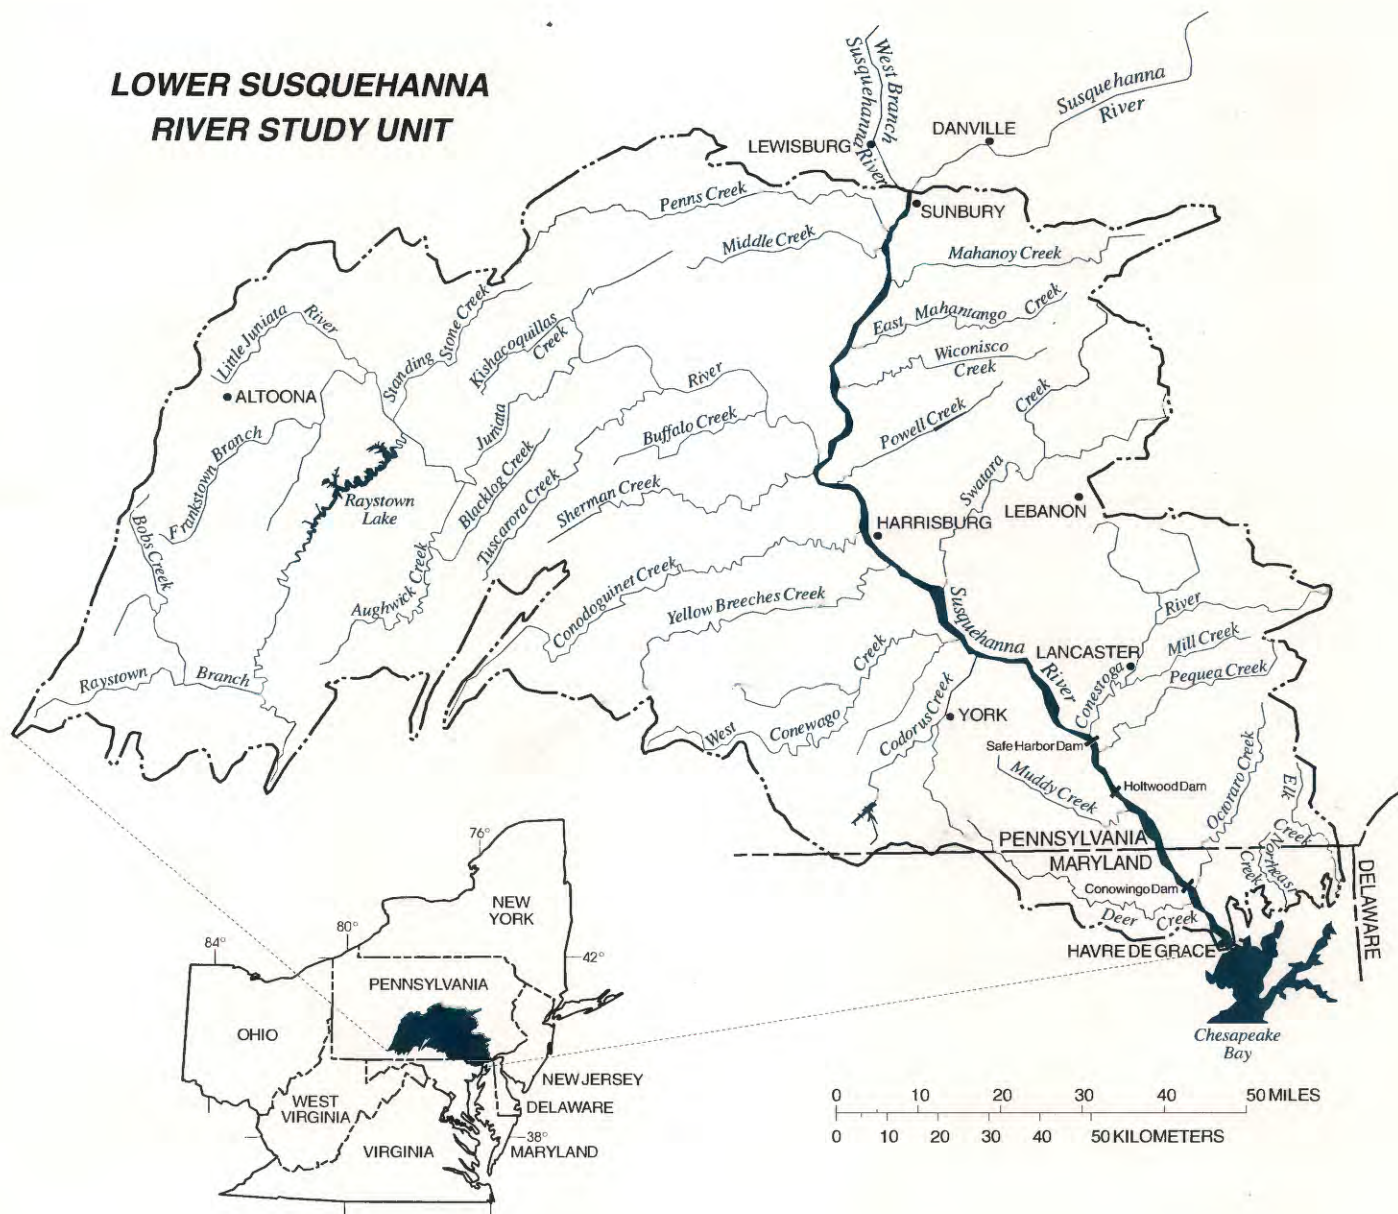 LOWER SUSQUEHANNA
RIVER STUDY UNIT
West Branch
Susquehanna River
Susquehanna
River
LEWISBURG
DANVILLE
SUNBURY
Penns Creek
Middle Creek
Mahanoy Creek
East Mahantango Creek
Wiconisco
Creek
Powell Creek
Little Juniata River
Standing Stone Creek
Kishacoquillas
Creek
ALTOONA
Juniata River
Buffalo Creek
Frankstown Branch
Raystown
Lake
Blacklog Creek
Tuscarora Creek
Sherman Creek
Swatara Creek
HARRISBURG
LEBANON
Bobs Creek
Aughwick Creek
Conodoguinet Creek
Yellow Breeches Creek
Susquehanna River
Raystown Branch
West Conewago Creek
Codorus Creek
YORK
LANCASTER
Conestoga River
Mill Creek
Pequea Creek
Safe Harbor Dam
Holtwood Dam
Muddy Creek
Octoraro Creek
Elk Creek
Northeast
Creek
PENNSYLVANIA
MARYLAND
DELAWARE
Conowingo Dam
Deer Creek
HAVRE DE GRACE
Chesapeake
Bay
76°
NEW
YORK
80°
84°
42°
PENNSYLVANIA
OHIO
NEW JERSEY
WEST
VIRGINIA
DELAWARE
38°
MARYLAND
VIRGINIA
0 10 20 30 40 50 MILES
0 10 20 30 40 50 KILOMETERS